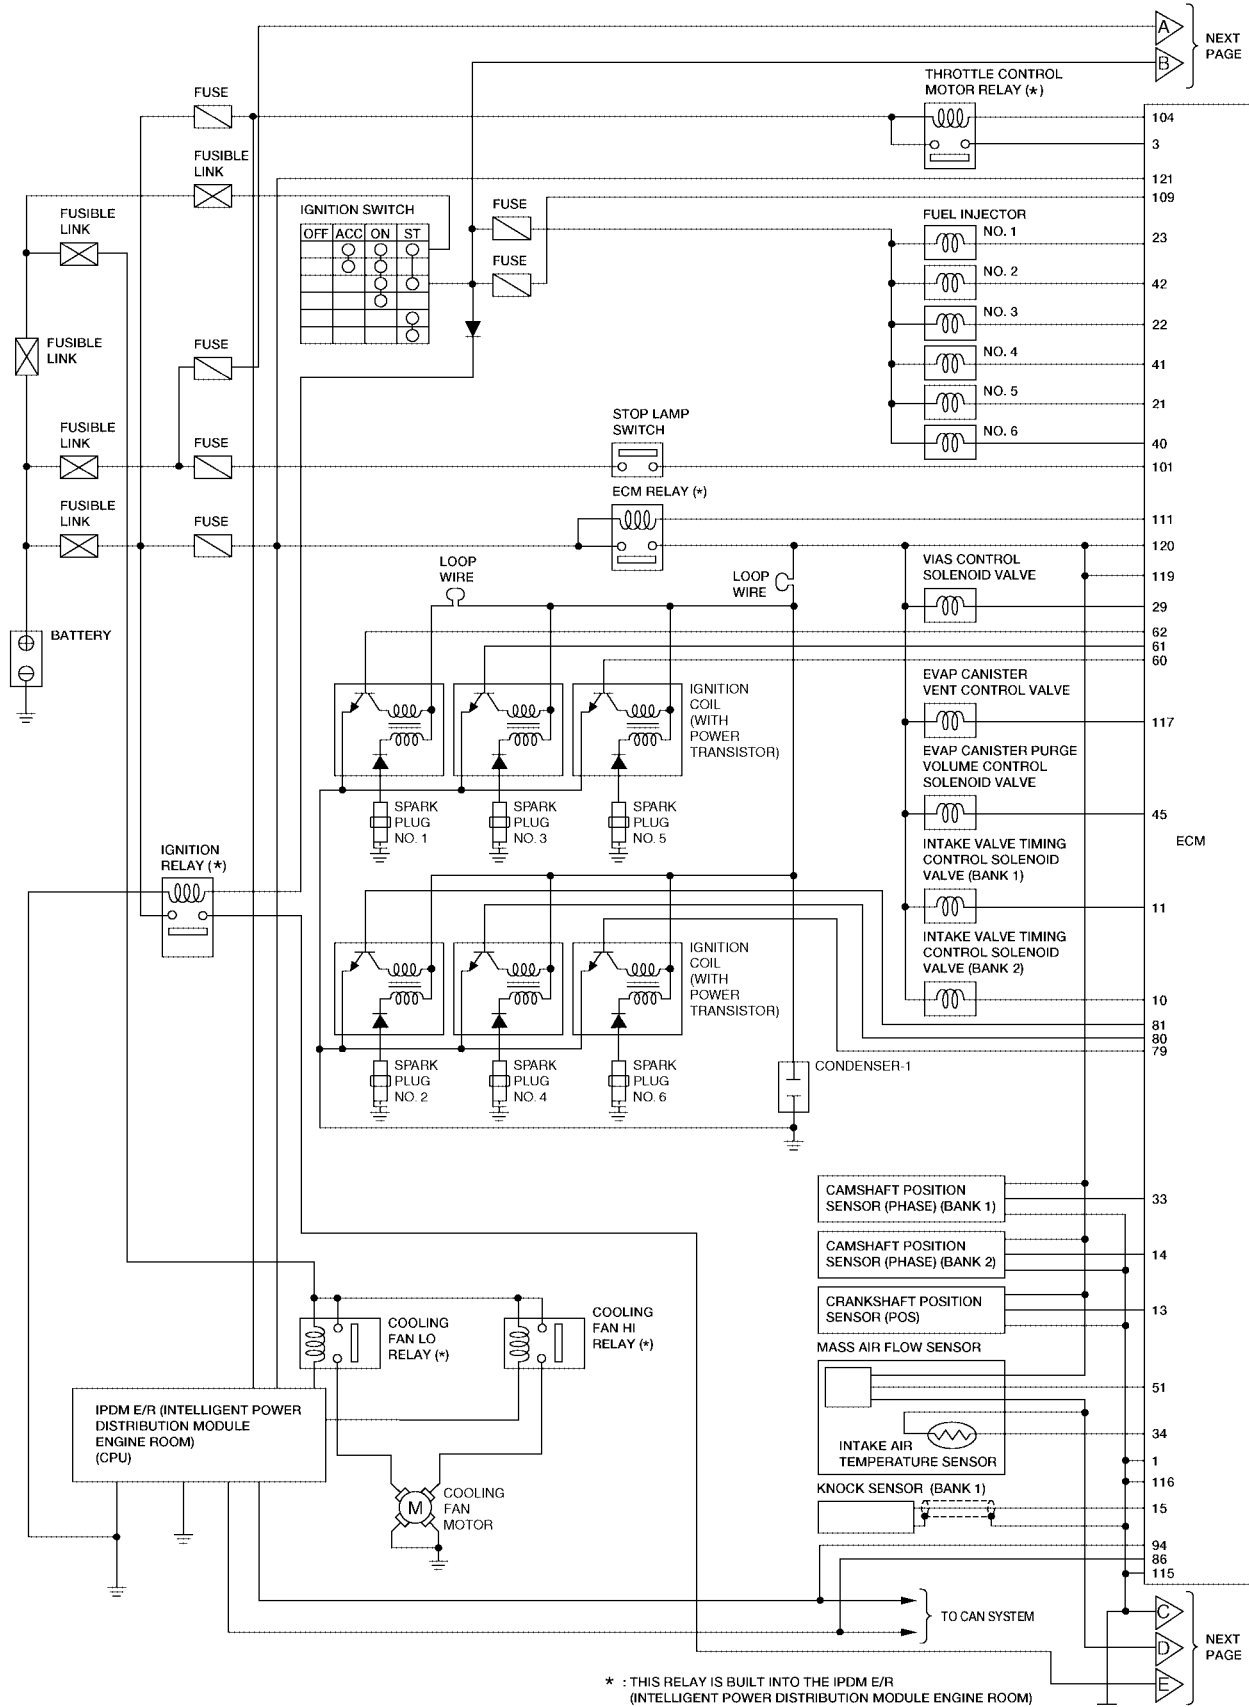 A
B
NEXT
PAGE
THROTTLE CONTROL
MOTOR RELAY (*)
104
3
121
109
FUSE
FUSIBLE
LINK
FUSIBLE
LINK
IGNITION SWITCH
OFF ACC ON ST
FUSE
FUSE
FUEL INJECTOR
NO. 1
23
NO. 2
42
NO. 3
22
NO. 4
41
NO. 5
21
NO. 6
40
FUSIBLE
LINK
FUSE
STOP LAMP
SWITCH
101
FUSIBLE
LINK
FUSE
ECM RELAY (*)
111
120
119
FUSIBLE
LINK
FUSE
LOOP
WIRE
LOOP
WIRE
VIAS CONTROL
SOLENOID VALVE
29
62
61
60
BATTERY
IGNITION
COIL
(WITH
POWER
TRANSISTOR)
EVAP CANISTER
VENT CONTROL VALVE
117
EVAP CANISTER PURGE
VOLUME CONTROL
SOLENOID VALVE
45
SPARK
PLUG
NO. 1
SPARK
PLUG
NO. 3
SPARK
PLUG
NO. 5
ECM
INTAKE VALVE TIMING
CONTROL SOLENOID
VALVE (BANK 1)
11
IGNITION
RELAY (*)
INTAKE VALVE TIMING
CONTROL SOLENOID
VALVE (BANK 2)
10
81
80
79
IGNITION
COIL
(WITH
POWER
TRANSISTOR)
SPARK
PLUG
NO. 2
SPARK
PLUG
NO. 4
SPARK
PLUG
NO. 6
CONDENSER-1
CAMSHAFT POSITION
SENSOR (PHASE) (BANK 1)
33
CAMSHAFT POSITION
SENSOR (PHASE) (BANK 2)
14
CRANKSHAFT POSITION
SENSOR (POS)
13
COOLING
FAN LO
RELAY (*)
COOLING
FAN HI
RELAY (*)
MASS AIR FLOW SENSOR
51
34
INTAKE AIR
TEMPERATURE SENSOR
1
116
IPDM E/R (INTELLIGENT POWER
DISTRIBUTION MODULE
ENGINE ROOM)
(CPU)
M
COOLING
FAN
MOTOR
KNOCK SENSOR (BANK 1)
15
94
86
115
TO CAN SYSTEM
C
D
E
NEXT
PAGE
* : THIS RELAY IS BUILT INTO THE IPDM E/R
(INTELLIGENT POWER DISTRIBUTION MODULE ENGINE ROOM)